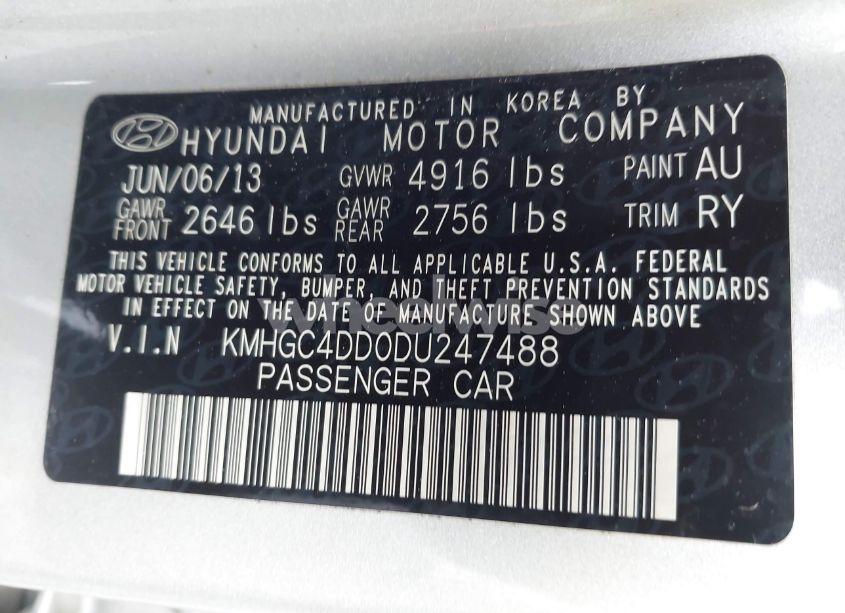 MANUFACTURED IN KOREA BY
HYUNDAI MOTOR COMPANY
JUN/06/13 GVWR 4916 lbs PAINT AU
GAWR FRONT 2646 lbs GAWR REAR 2756 lbs TRIM RY
THIS VEHICLE CONFORMS TO ALL APPLICABLE U.S.A. FEDERAL
MOTOR VEHICLE SAFETY, BUMPER, AND THEFT PREVENTION STANDARDS
IN EFFECT ON THE DATE OF MANUFACTURE SHOWN ABOVE
wheelwise
V.I.N KMHGC4DD0DU247488
PASSENGER CAR